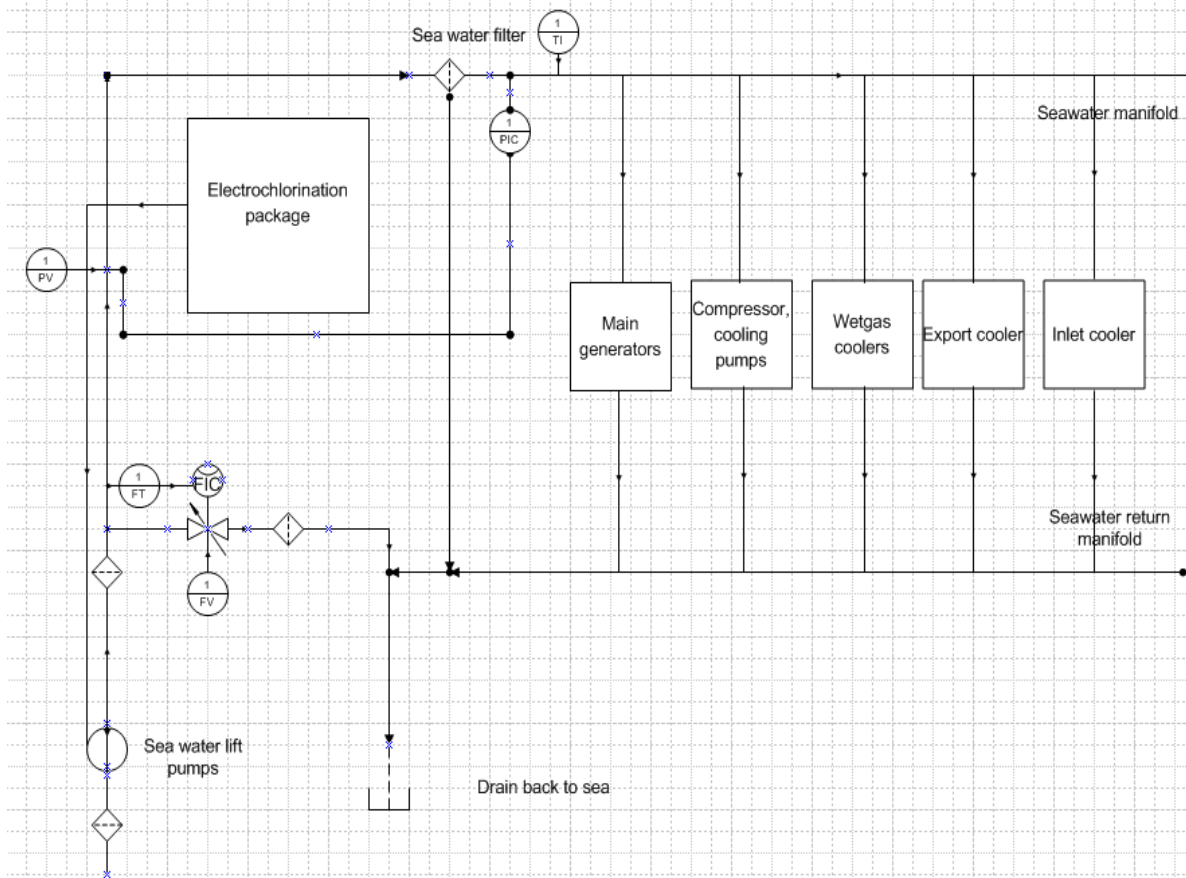 Sea water filter
1
TI
Seawater manifold
1
PIC
Electrochlorination
package
1
PV
Main
generators
Compressor,
cooling
pumps
Wetgas
coolers
Export cooler
Inlet cooler
1
FT
FIC
Seawater return
manifold
1
FV
Sea water lift
pumps
Drain back to sea